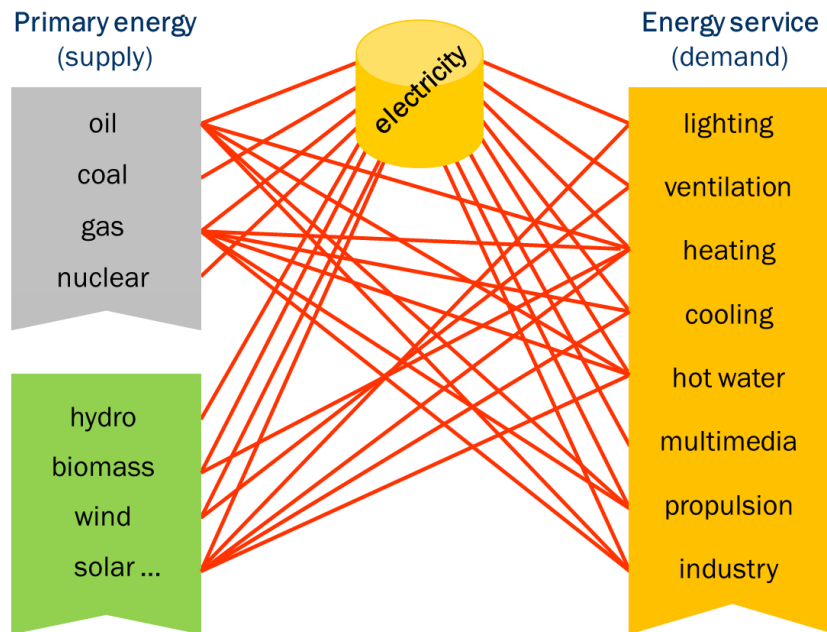 Primary energy
(supply)
oil
coal
gas
nuclear
hydro
biomass
wind
solar ...
electricity
Energy service
(demand)
lighting
ventilation
heating
cooling
hot water
multimedia
propulsion
industry